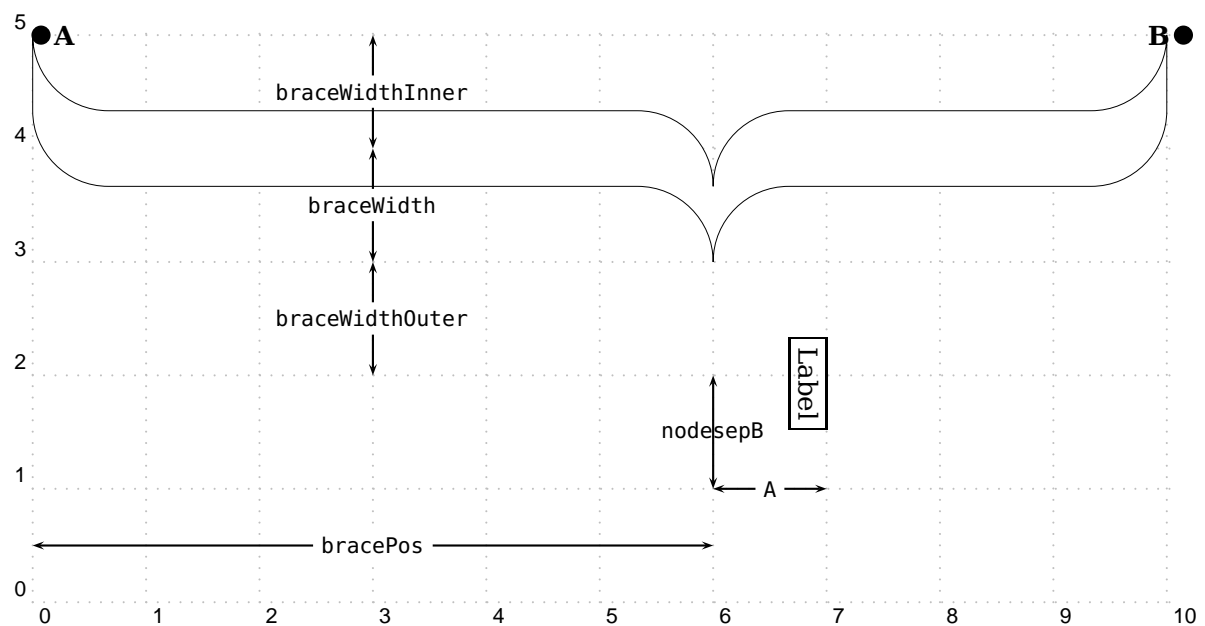 5
A
B
braceWidthInner
4
braceWidth
3
braceWidthOuter
2
Label
nodesepB
1
A
bracePos
0
0 1 2 3 4 5 6 7 8 9 10